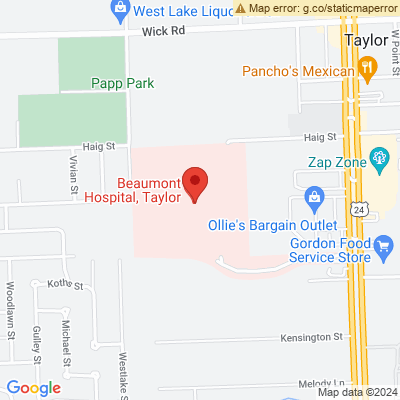 Map error: g.co/staticmaperror
West Lake Liquo
Wick Rd
Taylor
W Point St
Pancho's Mexican
Papp Park
Haig St
Haig St
Vivian St
Zap Zone
Beaumont
Hospital, Taylor
24
Ollie's Bargain Outlet
Gordon Food
Service Store
Koths St
Woodlawn St
Gulley St
Michael St
Westlake St
Kensington St
Melody Ln
Google
Map data ©2024